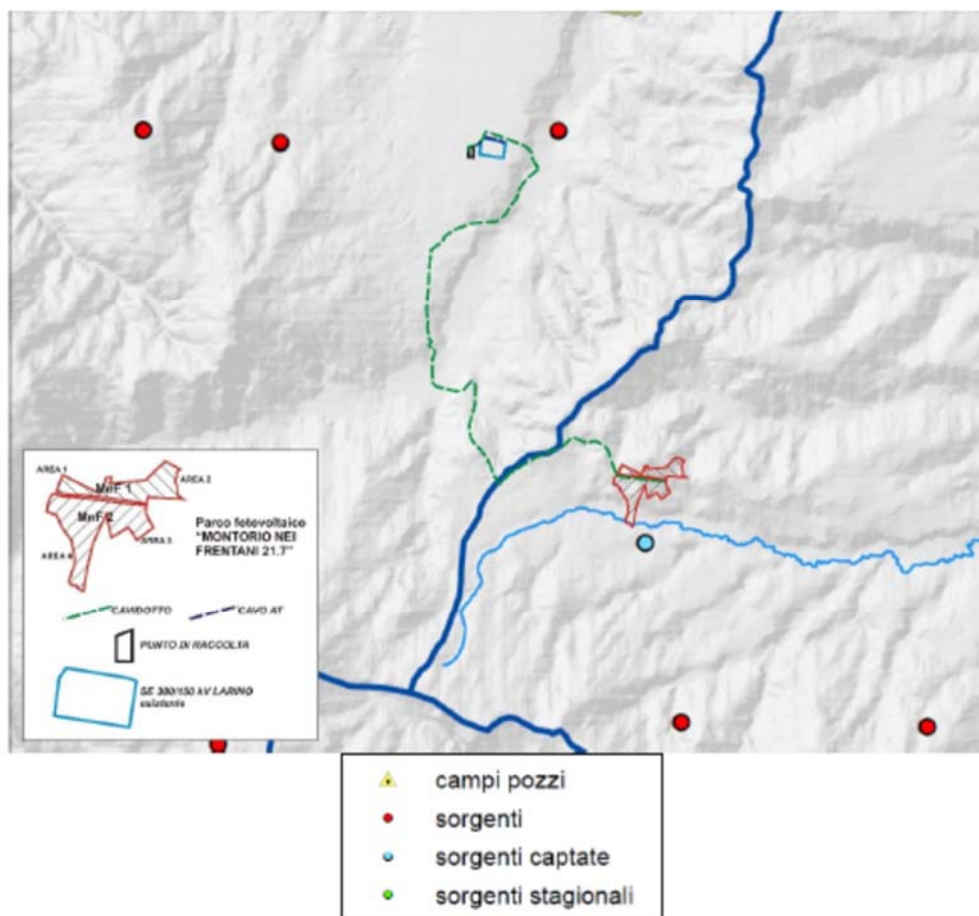 AREA 1
MnF 1
AREA 2
MnF 2
AREA 3
AREA 4
Parco fotovoltaico
"MONTORIO NEI
FRENTANI 21.7"
CAVIDOTTO
CAVO AT
PUNTO DI RACCOLTA
SE 380/150 kV LARINO
esistente
campi pozzi
sorgenti
sorgenti captate
sorgenti stagionali